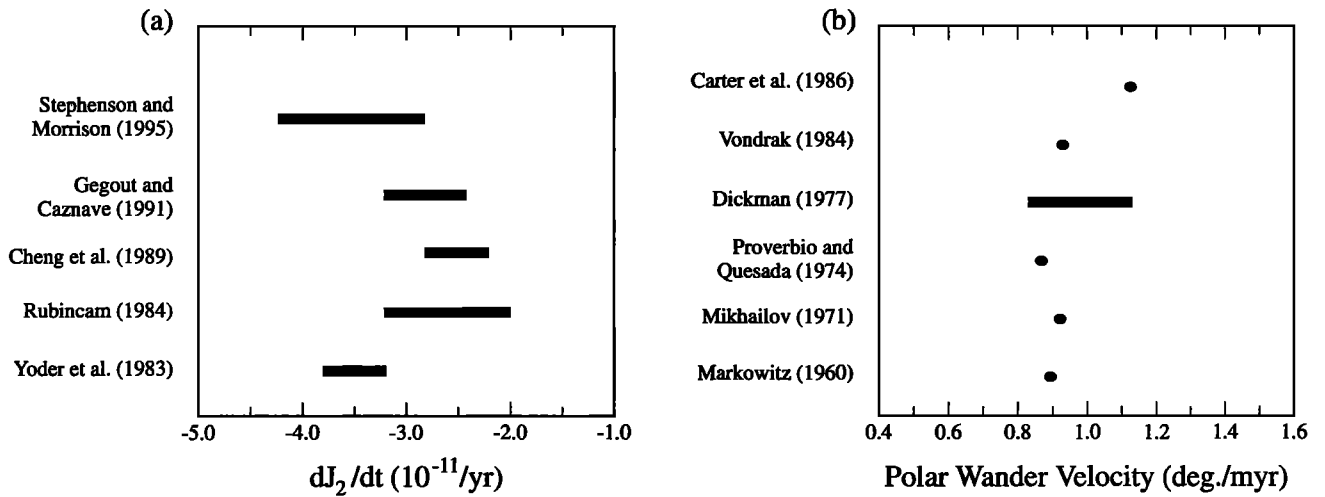 (a)
Stephenson and
Morrison (1995)
Gegout and
Caznave (1991)
Cheng et al. (1989)
Rubincam (1984)
Yoder et al. (1983)
-5.0 -4.0 -3.0 -2.0 -1.0
dJ₂/dt (10⁻¹¹/yr)
(b)
Carter et al. (1986)
Vondrak (1984)
Dickman (1977)
Proverbio and
Quesada (1974)
Mikhailov (1971)
Markowitz (1960)
0.4 0.6 0.8 1.0 1.2 1.4 1.6
Polar Wander Velocity (deg./myr)